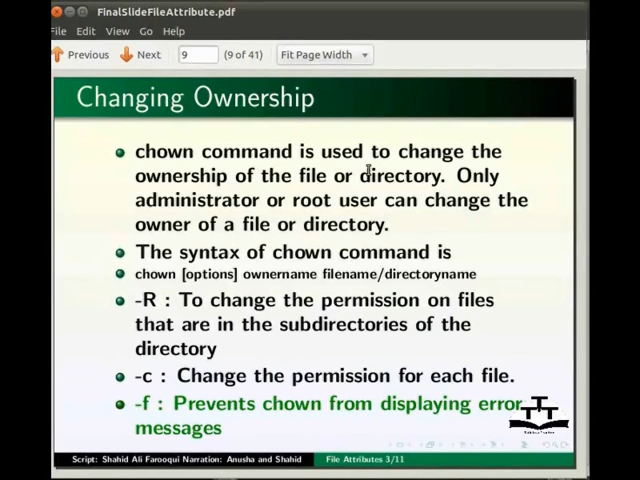 FinalSlideFileAttribute.pdf
File Edit View Go Help
Previous Next 9 (9 of 41) Fit Page Width
Changing Ownership
chown command is used to change the
ownership of the file or directory. Only
administrator or root user can change the
owner of a file or directory.
The syntax of chown command is
chown [options] ownername filename/directoryname
-R : To change the permission on files
that are in the subdirectories of the
directory
-c : Change the permission for each file.
-f : Prevents chown from displaying error
messages
Script: Shahid Ali Farooqui Narration: Anusha and Shahid File Attributes 3/11